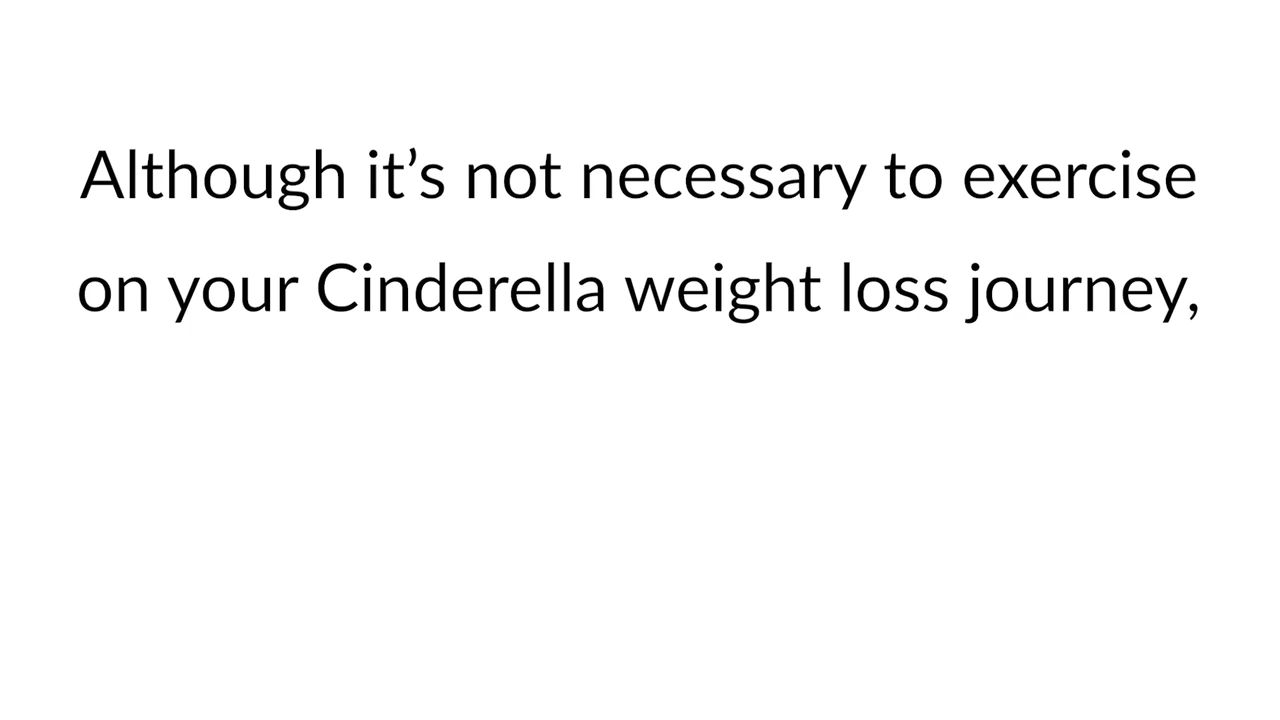 Although it’s not necessary to exercise
on your Cinderella weight loss journey,